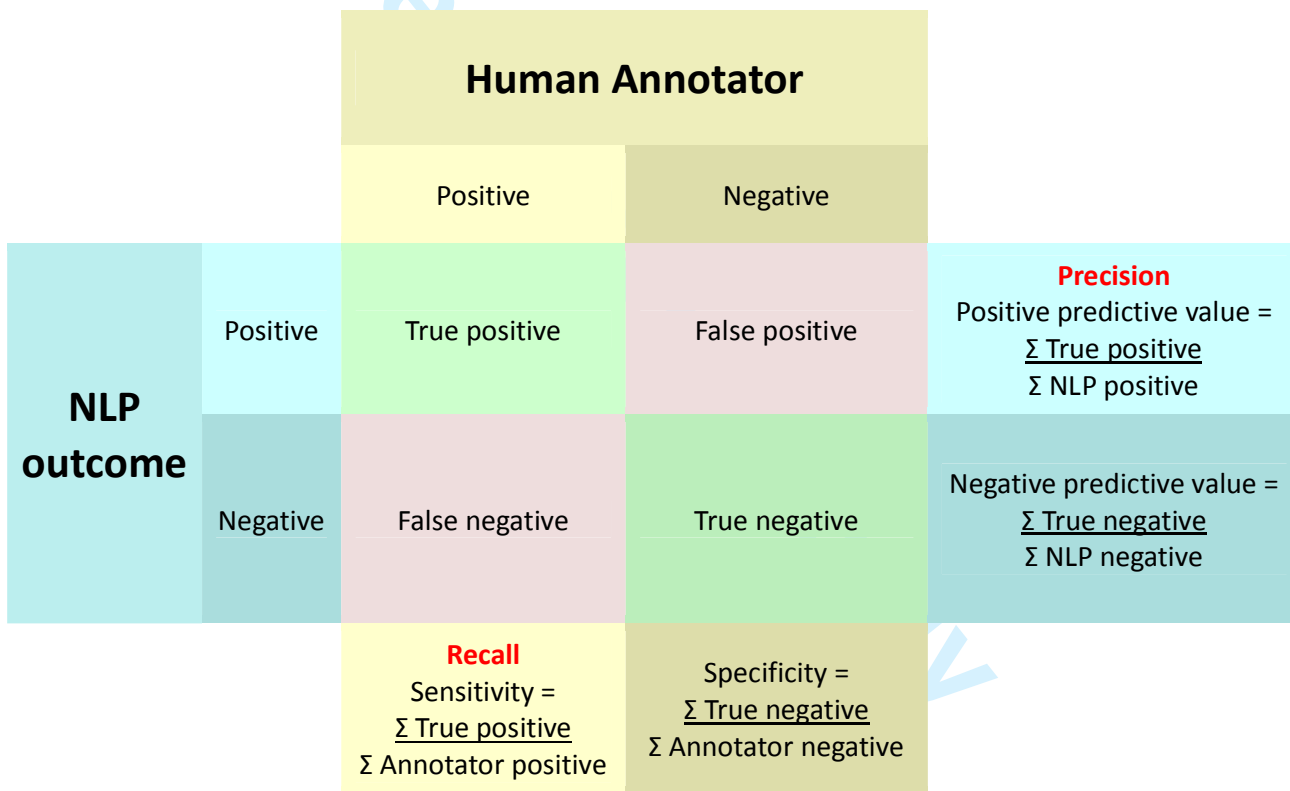 Human Annotator
Positive
Negative
NLP
outcome
Positive
True positive
False positive
Precision
Positive predictive value =
Σ True positive
Σ NLP positive
Negative
False negative
True negative
Negative predictive value =
Σ True negative
Σ NLP negative
Recall
Sensitivity =
Σ True positive
Σ Annotator positive
Specificity =
Σ True negative
Σ Annotator negative